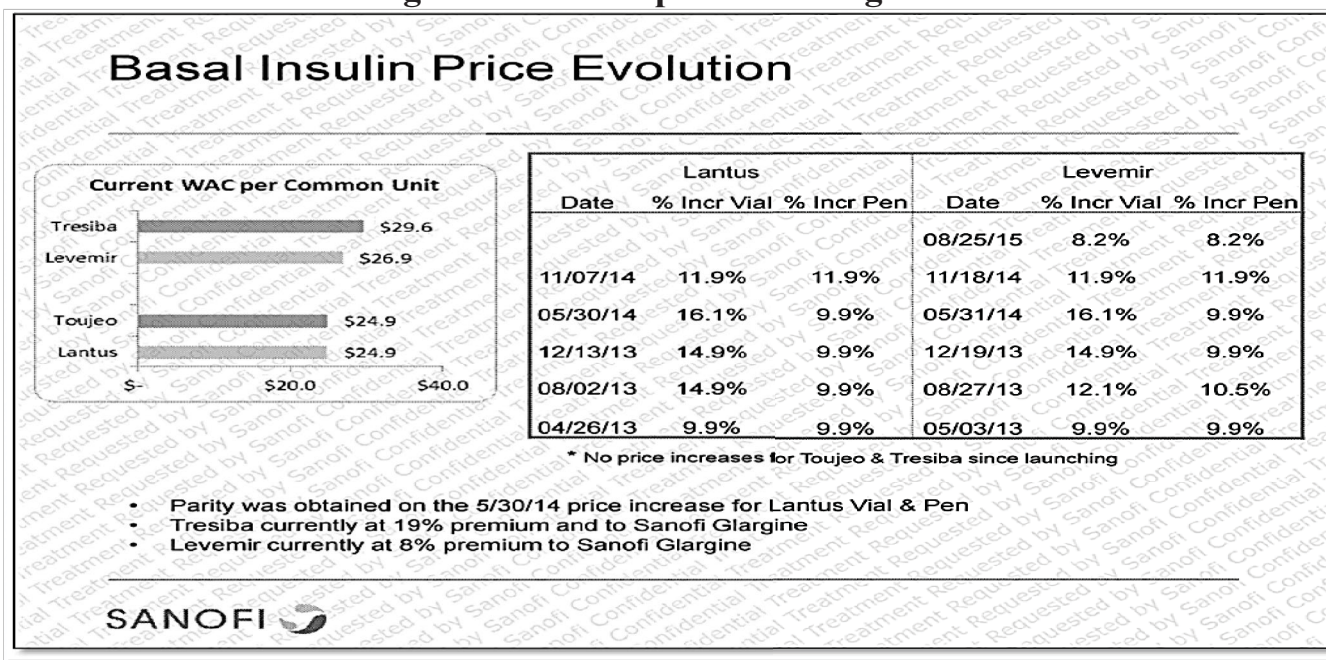 Basal Insulin Price Evolution
Current WAC per Common Unit
Tresiba $29.6
Levemir $26.9
Toujeo $24.9
Lantus $24.9
$- $20.0 $40.0
Lantus Levemir
Date % Incr Vial % Incr Pen Date % Incr Vial % Incr Pen
08/25/15 8.2% 8.2%
11/07/14 11.9% 11.9% 11/18/14 11.9% 11.9%
05/30/14 16.1% 9.9% 05/31/14 16.1% 9.9%
12/13/13 14.9% 9.9% 12/19/13 14.9% 9.9%
08/02/13 14.9% 9.9% 08/27/13 12.1% 10.5%
04/26/13 9.9% 9.9% 05/03/13 9.9% 9.9%
* No price increases for Toujeo & Tresiba since launching
• Parity was obtained on the 5/30/14 price increase for Lantus Vial & Pen
• Tresiba currently at 19% premium and to Sanofi Glargine
• Levemir currently at 8% premium to Sanofi Glargine
SANOFI
Confidential Treatment Requested by Sanofi